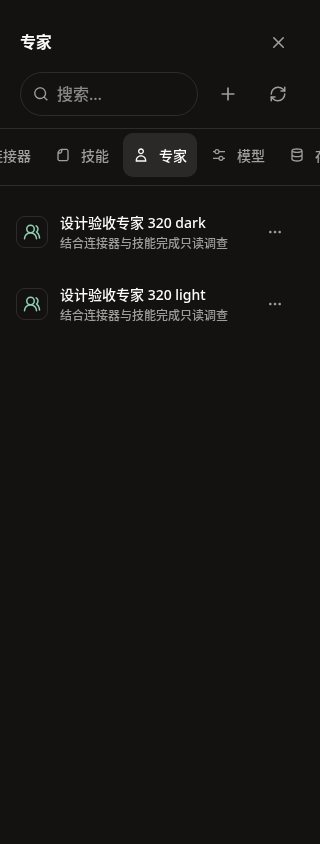 专家
搜索...
连接器 技能 专家 模型
设计验收专家 320 dark
结合连接器与技能完成只读调查
设计验收专家 320 light
结合连接器与技能完成只读调查